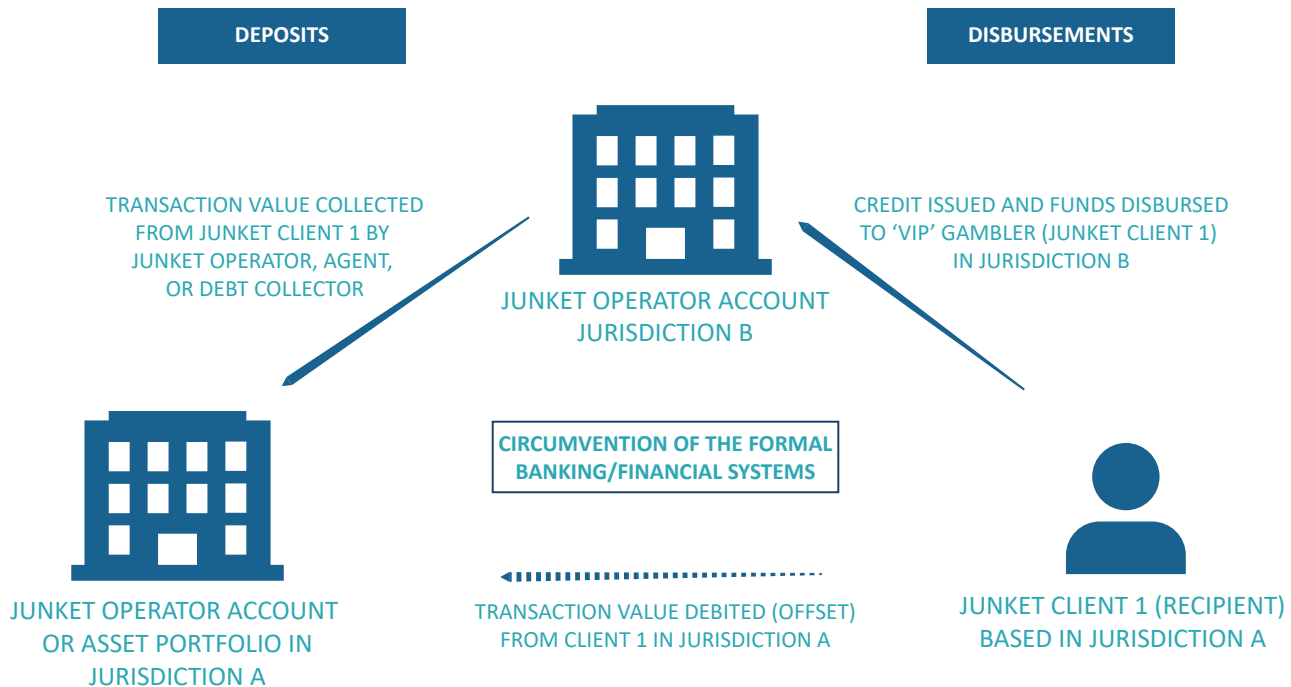 DEPOSITS
DISBURSEMENTS
TRANSACTION VALUE COLLECTED
FROM JUNKET CLIENT 1 BY
JUNKET OPERATOR, AGENT,
OR DEBT COLLECTOR
CREDIT ISSUED AND FUNDS DISBURSED
TO ‘VIP’ GAMBLER (JUNKET CLIENT 1)
IN JURISDICTION B
JUNKET OPERATOR ACCOUNT
JURISDICTION B
CIRCUMVENTION OF THE FORMAL
BANKING/FINANCIAL SYSTEMS
JUNKET OPERATOR ACCOUNT
OR ASSET PORTFOLIO IN
JURISDICTION A
TRANSACTION VALUE DEBITED (OFFSET)
FROM CLIENT 1 IN JURISDICTION A
JUNKET CLIENT 1 (RECIPIENT)
BASED IN JURISDICTION A